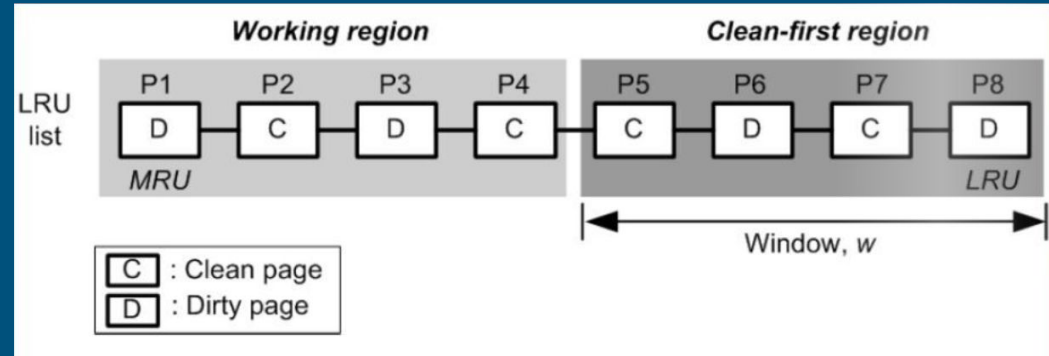 Working region Clean-first region
P1 P2 P3 P4 P5 P6 P7 P8
LRU list
D C D C C D C D
MRU LRU
Window, w
C : Clean page
D : Dirty page